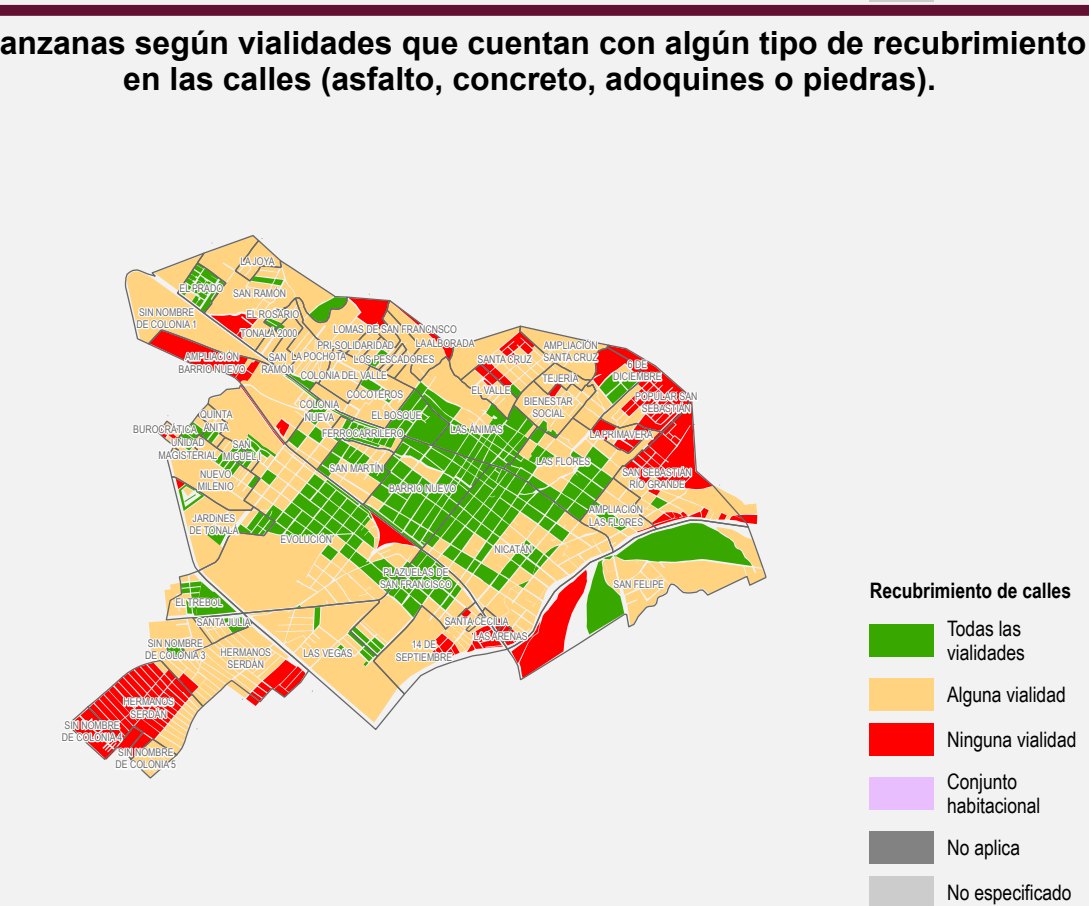 anzanas según vialidades que cuentan con algún tipo de recubrimiento
en las calles (asfalto, concreto, adoquines o piedras).
LA JOYA
EL PRADO
SAN RAMÓN
SIN NOMBRE
DE COLONIA 1
EL ROSARIO
TONALA 2000
LOMAS DE SAN FRANCNSCO
PRI-SOLIDARIDAD
LA ALBORADA
AMPLIACIÓN
BARRIO NUEVO
SAN
RAMÓN
LA POCHOTA
LOS PESCADORES
COLONIA DEL VALLE
SANTA CRUZ
AMPLIACIÓN
SANTA CRUZ
6 DE
DICIEMBRE
TEJERÍA
COCOTEROS
EL VALLE
POPULAR SAN
SEBASTIÁN
BIENESTAR
SOCIAL
COLONIA
NUEVA
EL BOSQUE
QUINTA
ANITA
BUROCRÁTICA
UNIDAD
MAGISTERIAL
SAN
MIGUEL I
FERROCARRILERO
LAS ÁNIMAS
LA PRIMAVERA
LAS FLORES
SAN MARTÍN
NUEVO
MILENIO
SAN SEBASTIÁN
RÍO GRANDE
BARRIO NUEVO
JARDINES
DE TONALÁ
AMPLIACIÓN
LAS FLORES
EVOLUCIÓN
NICATÁN
PLAZUELAS DE
SAN FRANCISCO
SAN FELIPE
EL TREBOL
SANTA JULIA
SANTA CECILIA
LAS ARENAS
SIN NOMBRE
DE COLONIA 3
HERMANOS
SERDÁN
LAS VEGAS
14 DE
SEPTIEMBRE
HERMANOS
SERDÁN
SIN NOMBRE
DE COLONIA 4
SIN NOMBRE
DE COLONIA 5
Recubrimiento de calles
Todas las
vialidades
Alguna vialidad
Ninguna vialidad
Conjunto
habitacional
No aplica
No especificado